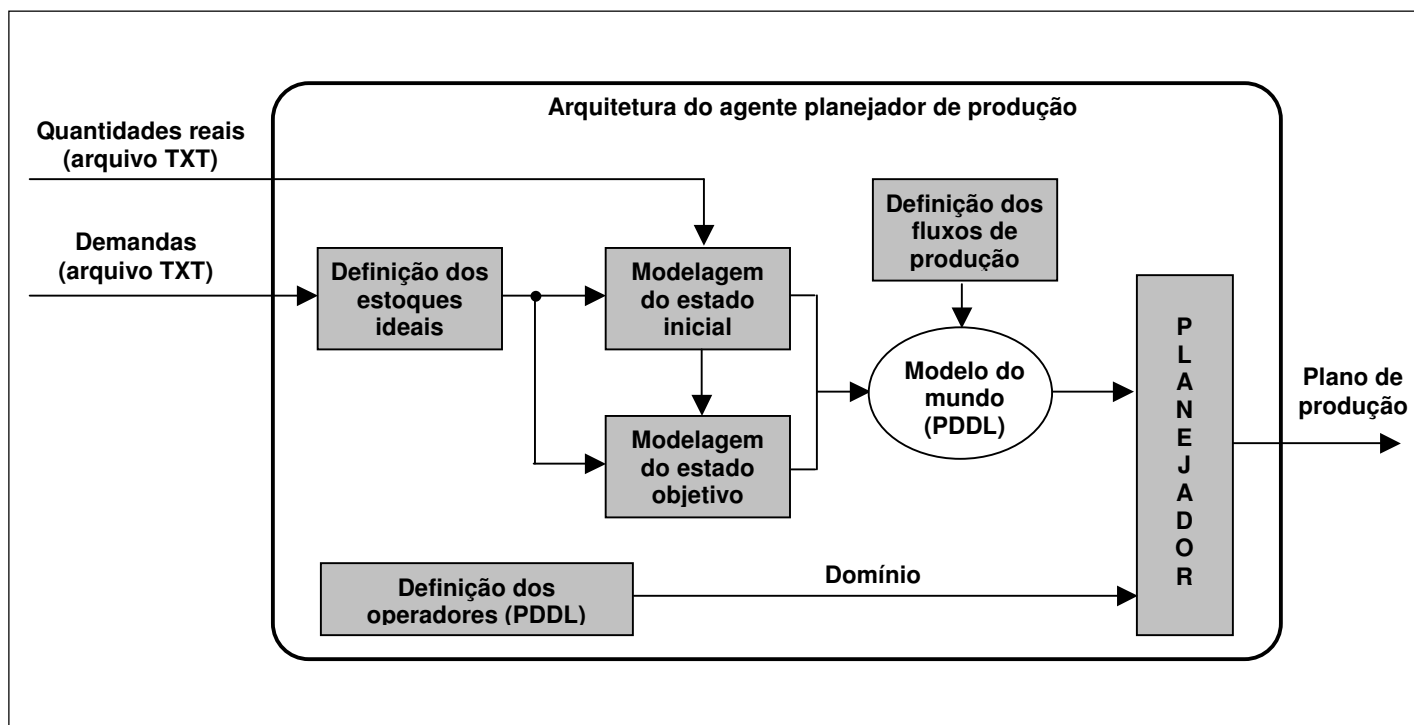 Arquitetura do agente planejador de produção
Quantidades reais
(arquivo TXT)
Demandas
(arquivo TXT)
Definição dos
estoques
ideais
Modelagem
do estado
inicial
Definição dos
fluxos de
produção
Modelo do
mundo
(PDDL)
Modelagem
do estado
objetivo
P
L
A
N
E
J
A
D
O
R
Plano de
produção
Definição dos
operadores (PDDL)
Domínio